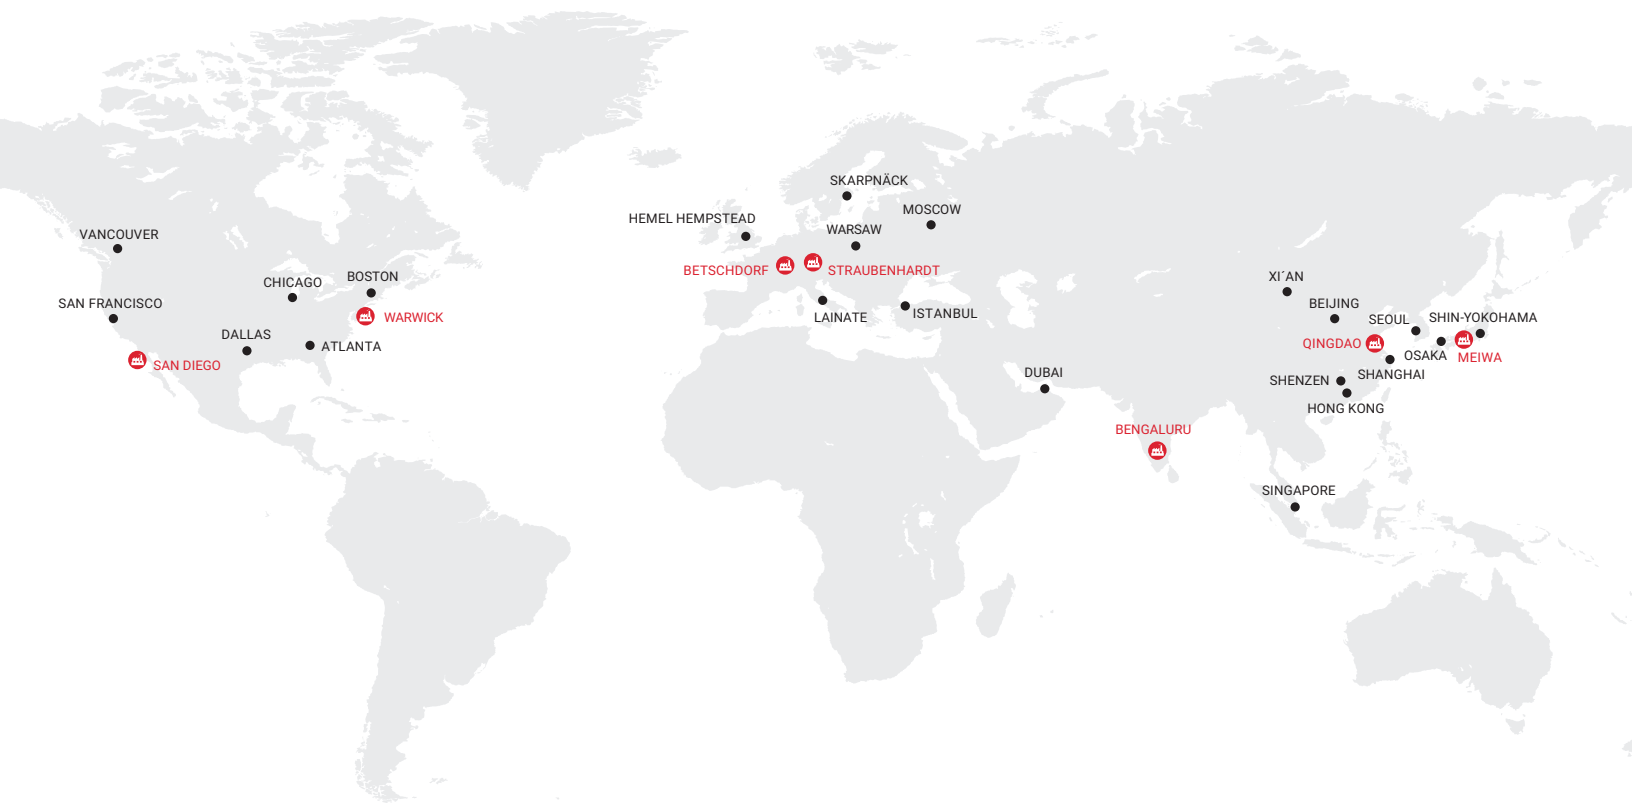 SKARPNÄCK
MOSCOW
HEMEL HEMPSTEAD
WARSAW
VANCOUVER
BETSCHDORF
STRAUBENHARDT
CHICAGO
BOSTON
XI´AN
SAN FRANCISCO
BEIJING
WARWICK
LAINATE
ISTANBUL
SEOUL
SHIN-YOKOHAMA
DALLAS
ATLANTA
QINGDAO
OSAKA
MEIWA
SAN DIEGO
DUBAI
SHANGHAI
SHENZEN
HONG KONG
BENGALURU
SINGAPORE